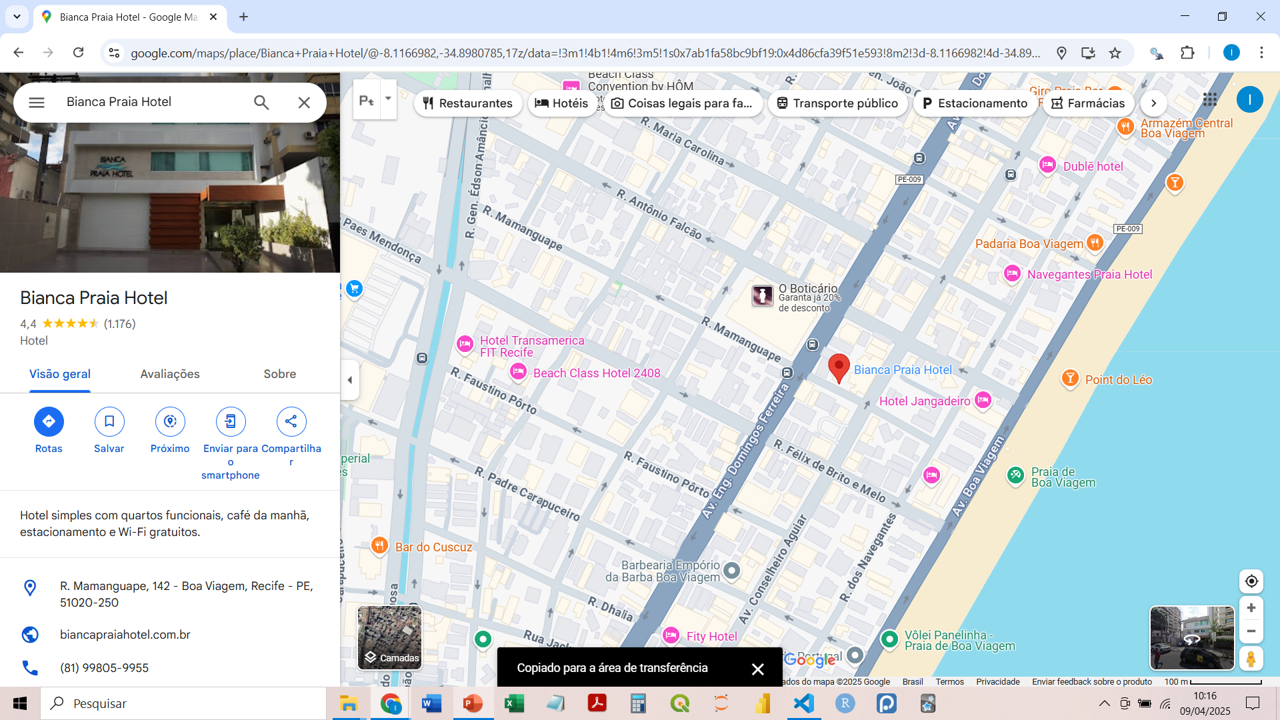 Bianca Praia Hotel - Google Ma
google.com/maps/place/Bianca+Praia+Hotel/@-8.1166982,-34.8980785,17z/data=!3m1!4b1!4m6!3m5!1s0x7ab1fa58bc9bf19:0x4d86cfa39f51e593!8m2!3d-8.1166982!4d-34.89...
Bianca Praia Hotel
BIANCA
PRAIA HOTEL
Bianca Praia Hotel
4,4 (1.176)
Hotel
Visão geral
Avaliações
Sobre
Rotas
Salvar
Próximo
Enviar para
o
smartphone
Compartilha
r
Hotel simples com quartos funcionais, café da manhã,
estacionamento e Wi-Fi gratuitos.
R. Mamanguape, 142 - Boa Viagem, Recife - PE,
51020-250
biancapraiahotel.com.br
(81) 99805-9955
Restaurantes
Hotéis
Coisas legais para fa...
Transporte público
Estacionamento
Farmácias
I
I
Beach Class
Convention by HÔM
R. Maria Carolina
R. Antônio Falcão
R. Mamanguape
R. Gen. Édson Amâncio
Paes Mendonça
PE-009
Armazém Central
Boa Viagem
Dublê hotel
PE-009
Padaria Boa Viagem
Navegantes Praia Hotel
O Boticário
Garanta já 20%
de desconto
R. Mamanguape
Hotel Transamerica
FIT Recife
Beach Class Hotel 2408
Bianca Praia Hotel
Point do Léo
Hotel Jangadeiro
R. Faustino Pôrto
Av. Eng. Domingos Ferreira
R. Félix de Brito e Melo
Av. Boa Viagem
R. Faustino Pôrto
R. Padre Carapuceiro
Praia de
Boa Viagem
Bar do Cuscuz
Barbearia Empório
da Barba Boa Viagem
Av. Conselheiro Aguiar
R. dos Navegantes
R. Dhalia
Fity Hotel
Vôlei Panelinha -
Praia de Boa Viagem
Camadas
Copiado para a área de transferência
Google
dos do mapa ©2025 Google
Brasil
Termos
Privacidade
Enviar feedback sobre o produto
100 m
Pesquisar
10:16
09/04/2025